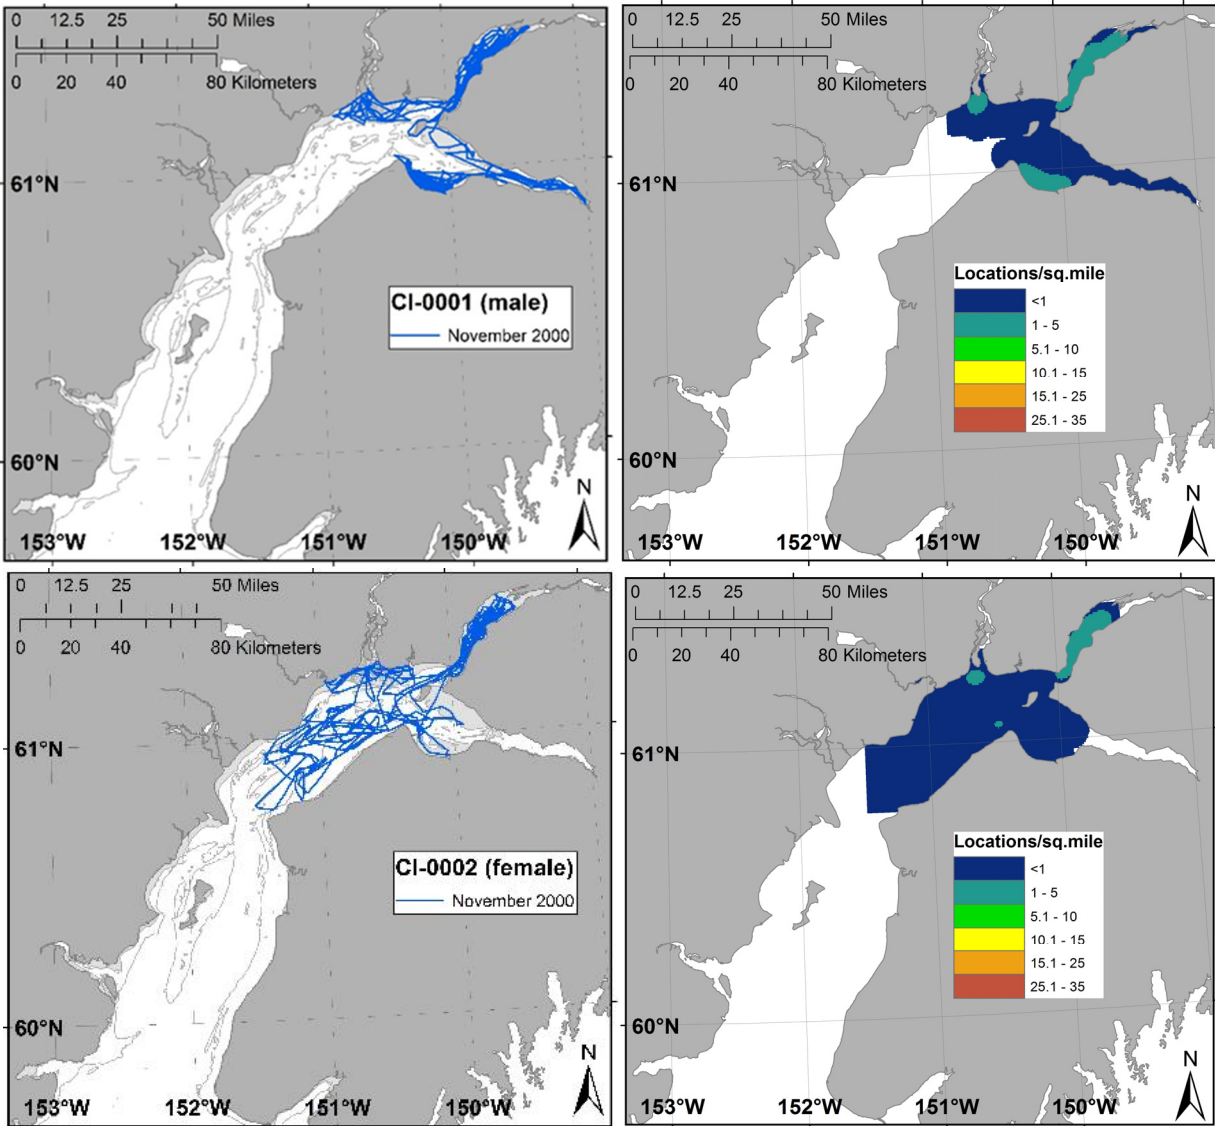 0 12.5 25 50 Miles
0 20 40 80 Kilometers
61°N
60°N
CI-0001 (male)
November 2000
N
153°W 152°W 151°W 150°W
0 12.5 25 50 Miles
0 20 40 80 Kilometers
61°N
60°N
Locations/sq.mile
<1
1 - 5
5.1 - 10
10.1 - 15
15.1 - 25
25.1 - 35
N
153°W 152°W 151°W 150°W
0 12.5 25 50 Miles
0 20 40 80 Kilometers
61°N
60°N
CI-0002 (female)
November 2000
N
153°W 152°W 151°W 150°W
0 12.5 25 50 Miles
0 20 40 80 Kilometers
61°N
60°N
Locations/sq.mile
<1
1 - 5
5.1 - 10
10.1 - 15
15.1 - 25
25.1 - 35
N
153°W 152°W 151°W 150°W